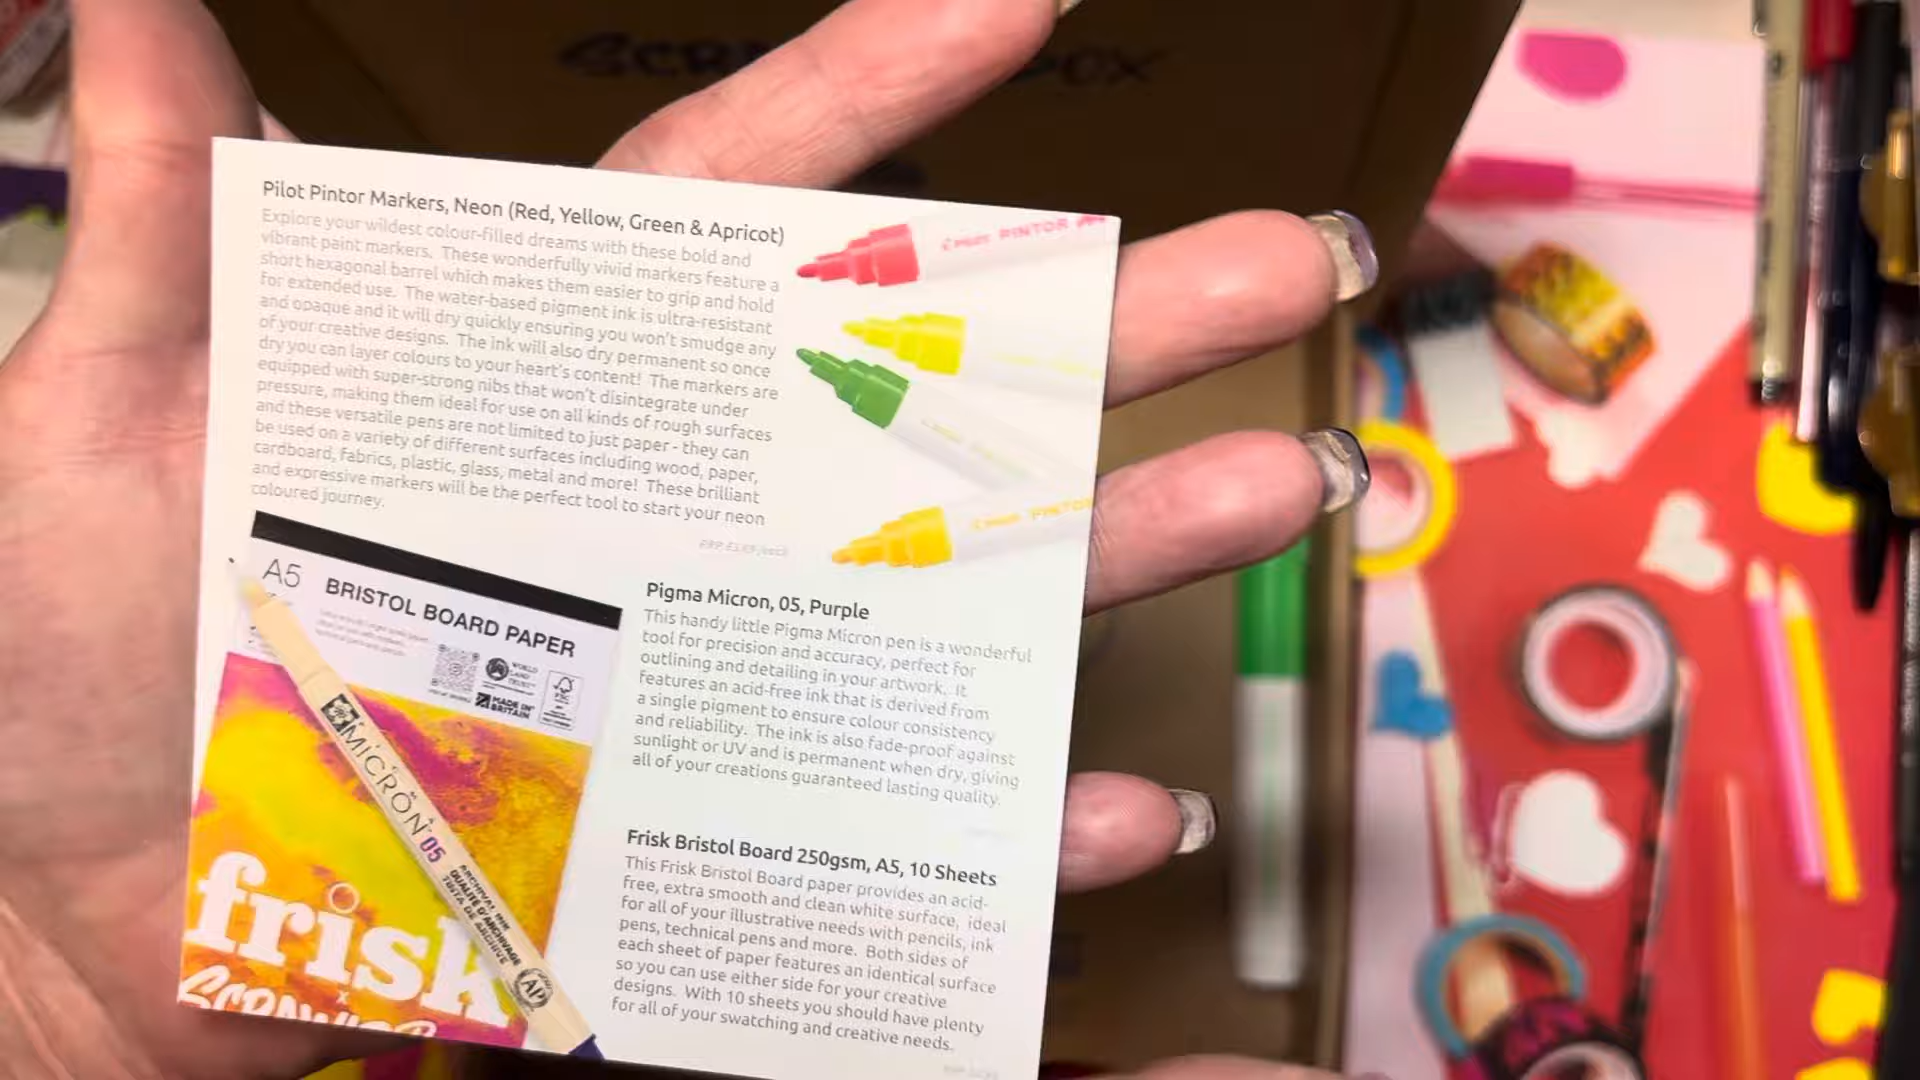 Pilot Pintor Markers, Neon (Red, Yellow, Green & Apricot)
Explore your wildest colour-filled dreams with these bold and
vibrant paint markers. These wonderfully vivid markers feature a
short hexagonal barrel which makes them easier to grip and hold
for extended use. The water-based pigment ink is ultra-resistant
and opaque and it will dry quickly ensuring you won't smudge any
of your creative designs. The ink will also dry permanent so once
dry you can layer colours to your heart's content! The markers are
equipped with super-strong nibs that won't disintegrate under
pressure, making them ideal for use on all kinds of rough surfaces
and these versatile pens are not limited to just paper - they can
be used on a variety of different surfaces including wood, paper,
cardboard, fabrics, plastic, glass, metal and more! These brilliant
and expressive markers will be the perfect tool to start your neon
coloured journey.
PINTOR
PINTOR
A5 BRISTOL BOARD PAPER
WORLD
LAND
TRUST
FSC
MADE IN
BRITAIN
MICRON 05
ARCHIVAL INK
QUALITÉ D'ARCHIVAGE
TINTA DE ARCHIVE
AP
frisk
x
Pigma Micron, 05, Purple
This handy little Pigma Micron pen is a wonderful
tool for precision and accuracy, perfect for
outlining and detailing in your artwork. It
features an acid-free ink that is derived from
a single pigment to ensure colour consistency
and reliability. The ink is also fade-proof against
sunlight or UV and is permanent when dry, giving
all of your creations guaranteed lasting quality.
Frisk Bristol Board 250gsm, A5, 10 Sheets
This Frisk Bristol Board paper provides an acid-
free, extra smooth and clean white surface, ideal
for all of your illustrative needs with pencils, ink
pens, technical pens and more. Both sides of
each sheet of paper features an identical surface
so you can use either side for your creative
designs. With 10 sheets you should have plenty
for all of your swatching and creative needs.